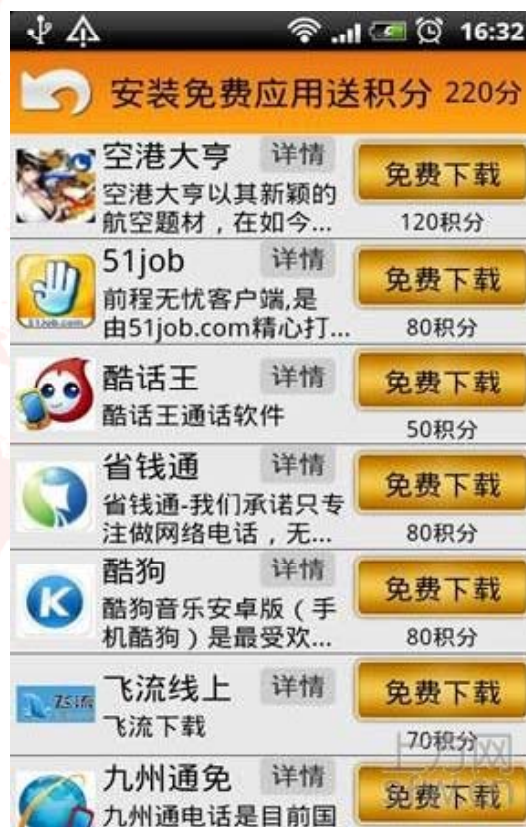 16:32
安装免费应用送积分 220分
空港大亨 详情
空港大亨以其新颖的
航空题材，在如今...
免费下载
120积分
51job 详情
前程无忧客户端,是
由51job.com精心打...
免费下载
80积分
51job.com
酷话王 详情
酷话王通话软件
免费下载
50积分
省钱通 详情
省钱通-我们承诺只专
注做网络电话，无...
免费下载
80积分
酷狗 详情
酷狗音乐安卓版（手
机酷狗）是最受欢...
免费下载
80积分
K
飞流线上 详情
飞流下载
免费下载
70积分
飞流
九州通免 详情
九州通电话是目前国
免费下载
上方网